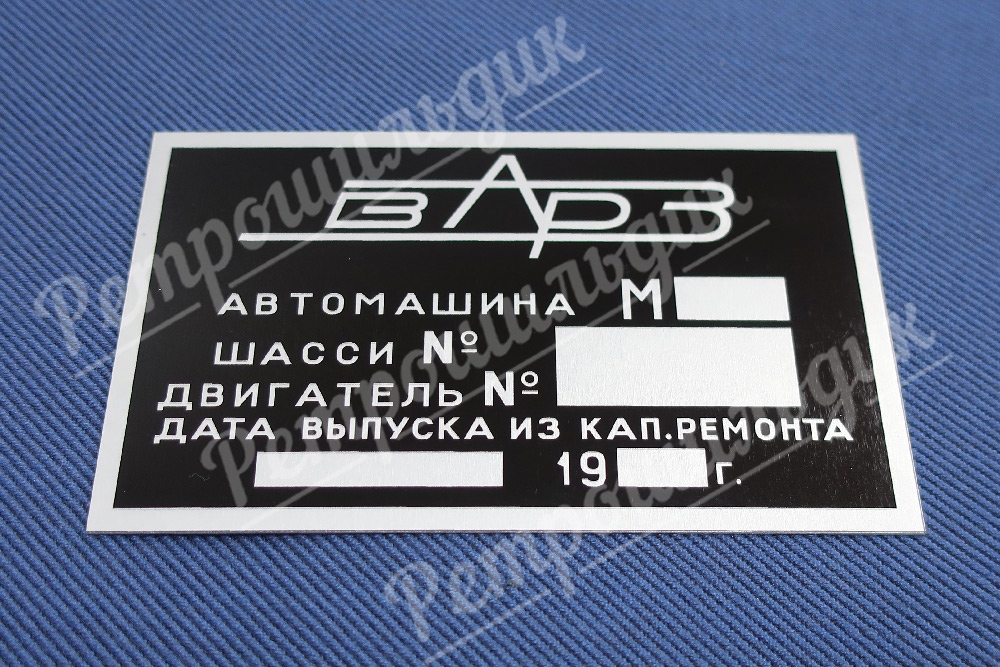 Ретрошильдик
ВАРЗ
Ретрошильдик
АВТОМАШИНА М
ШАССИ №
ДВИГАТЕЛЬ №
ДАТА ВЫПУСКА ИЗ КАП.РЕМОНТА
19 г.
Ретрошильдик
Ретрошильдик